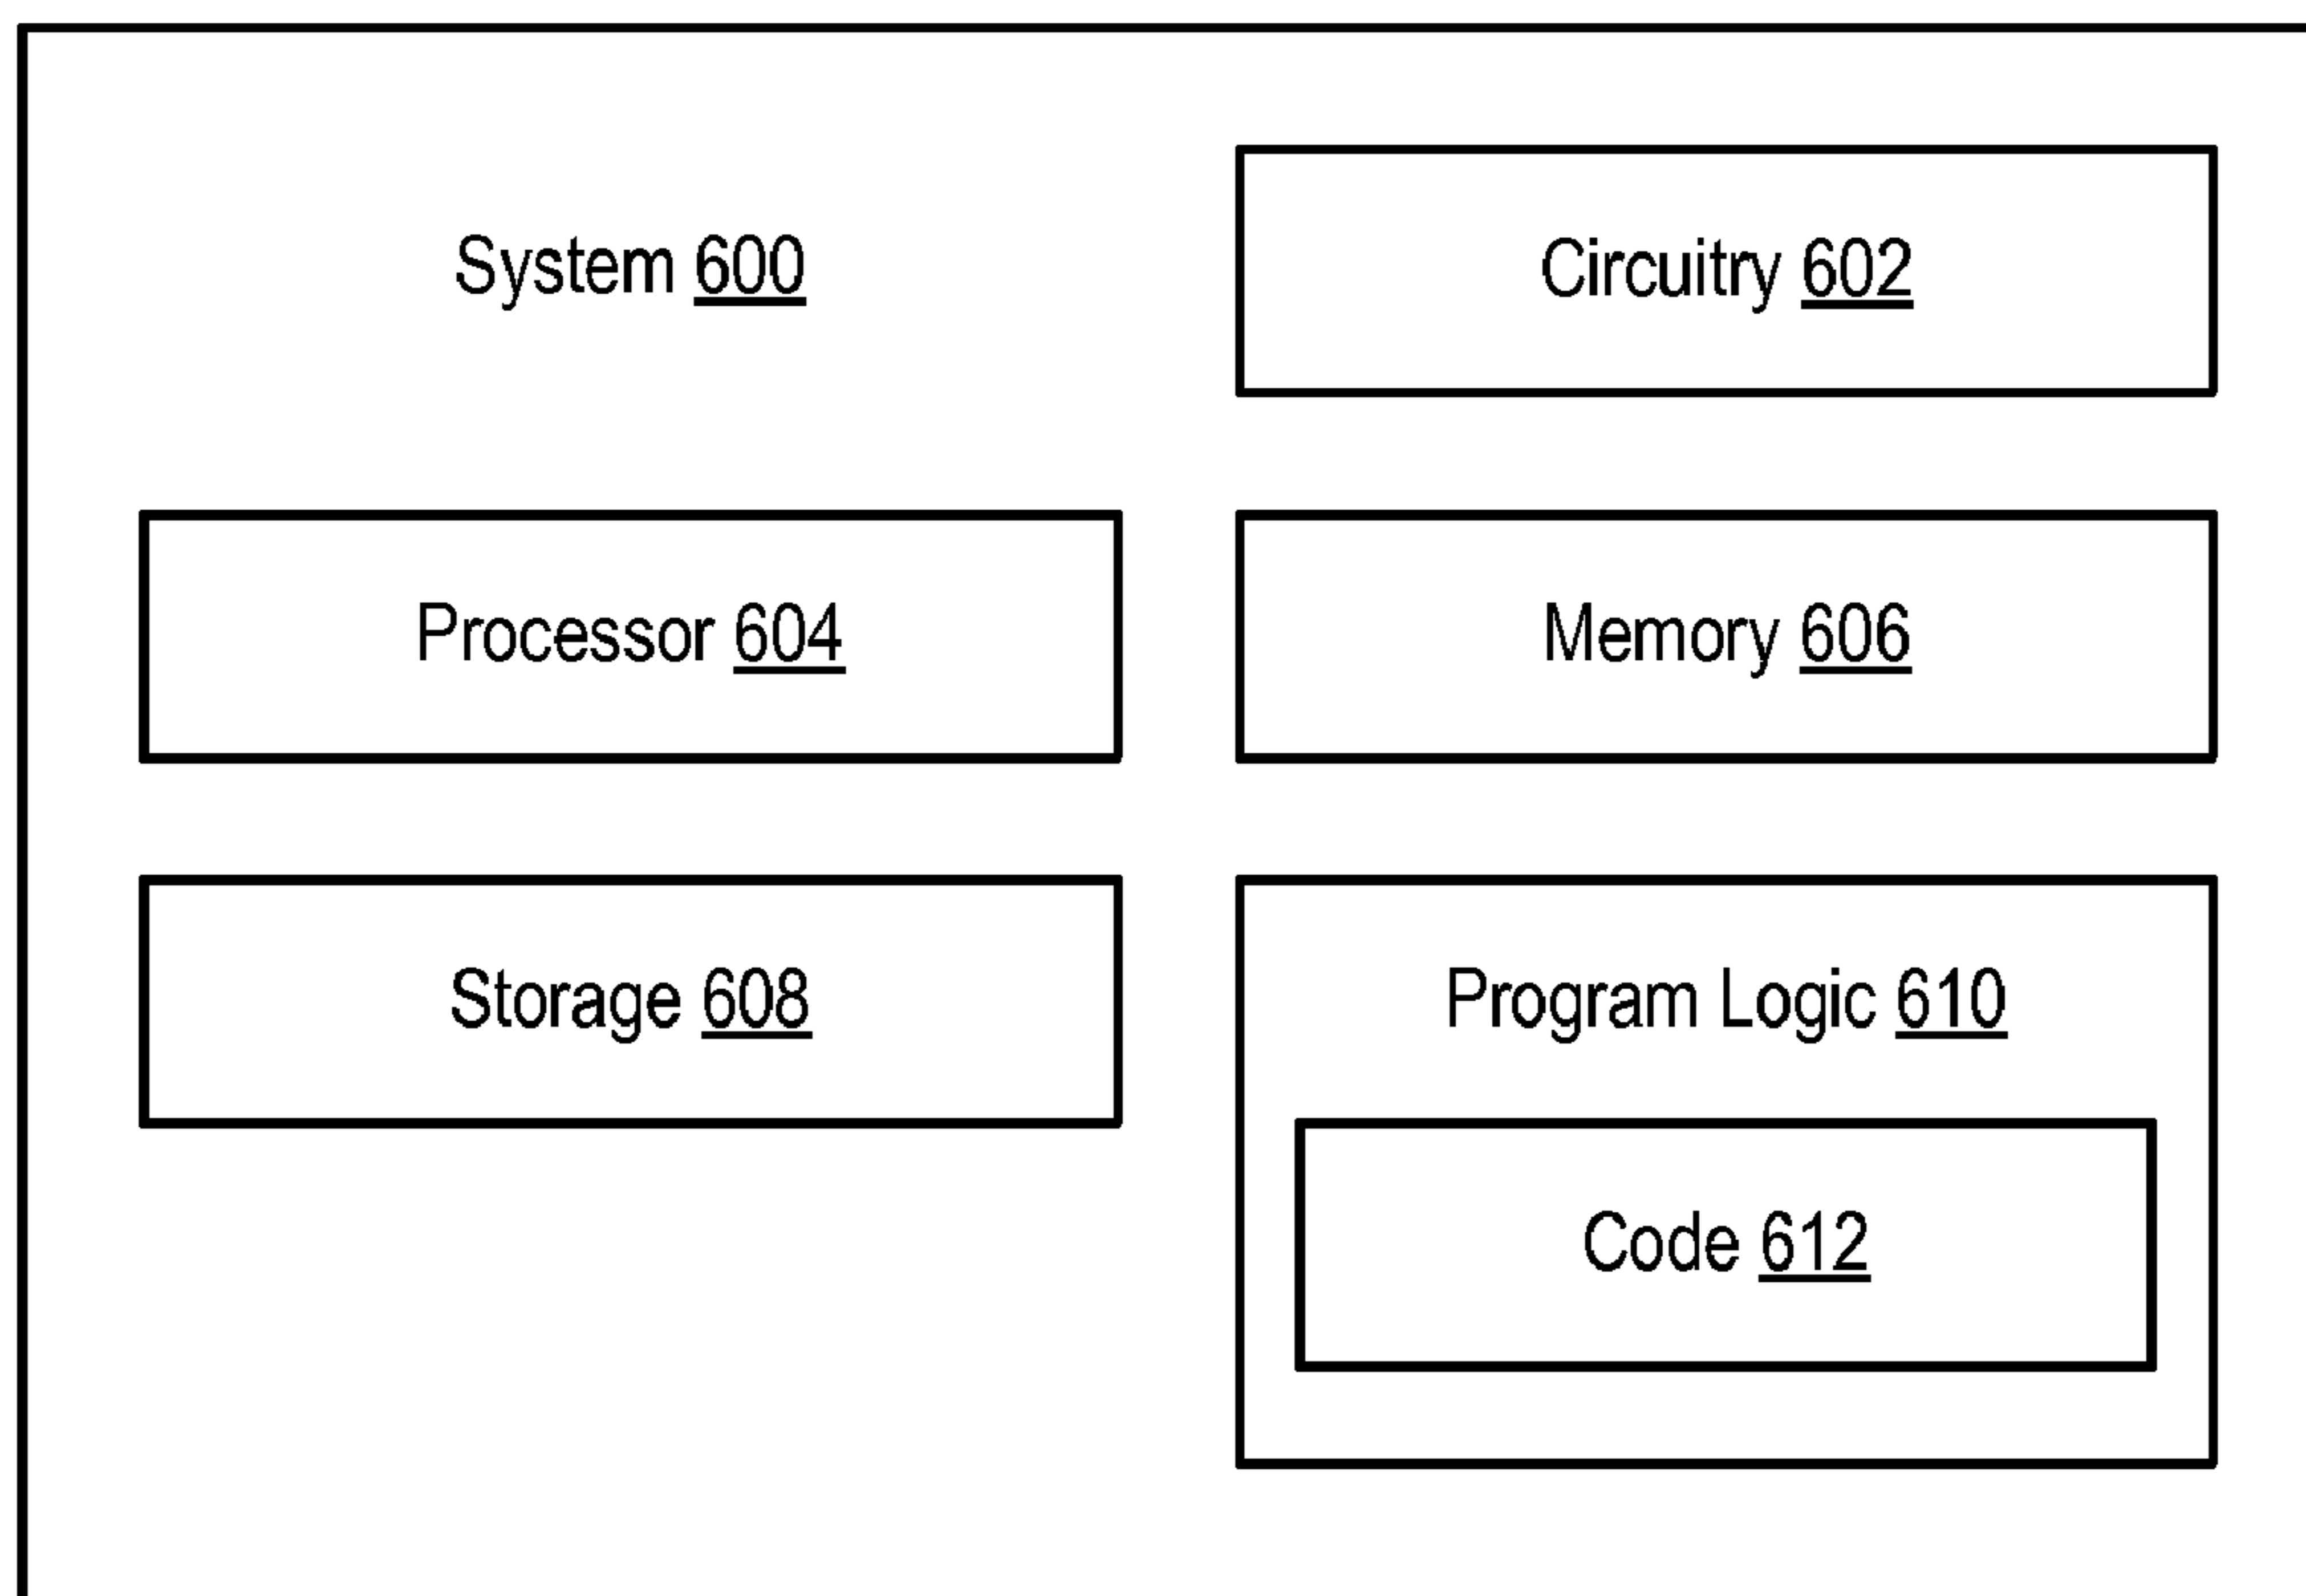 System 600
Circuitry 602
Processor 604
Memory 606
Storage 608
Program Logic 610
Code 612